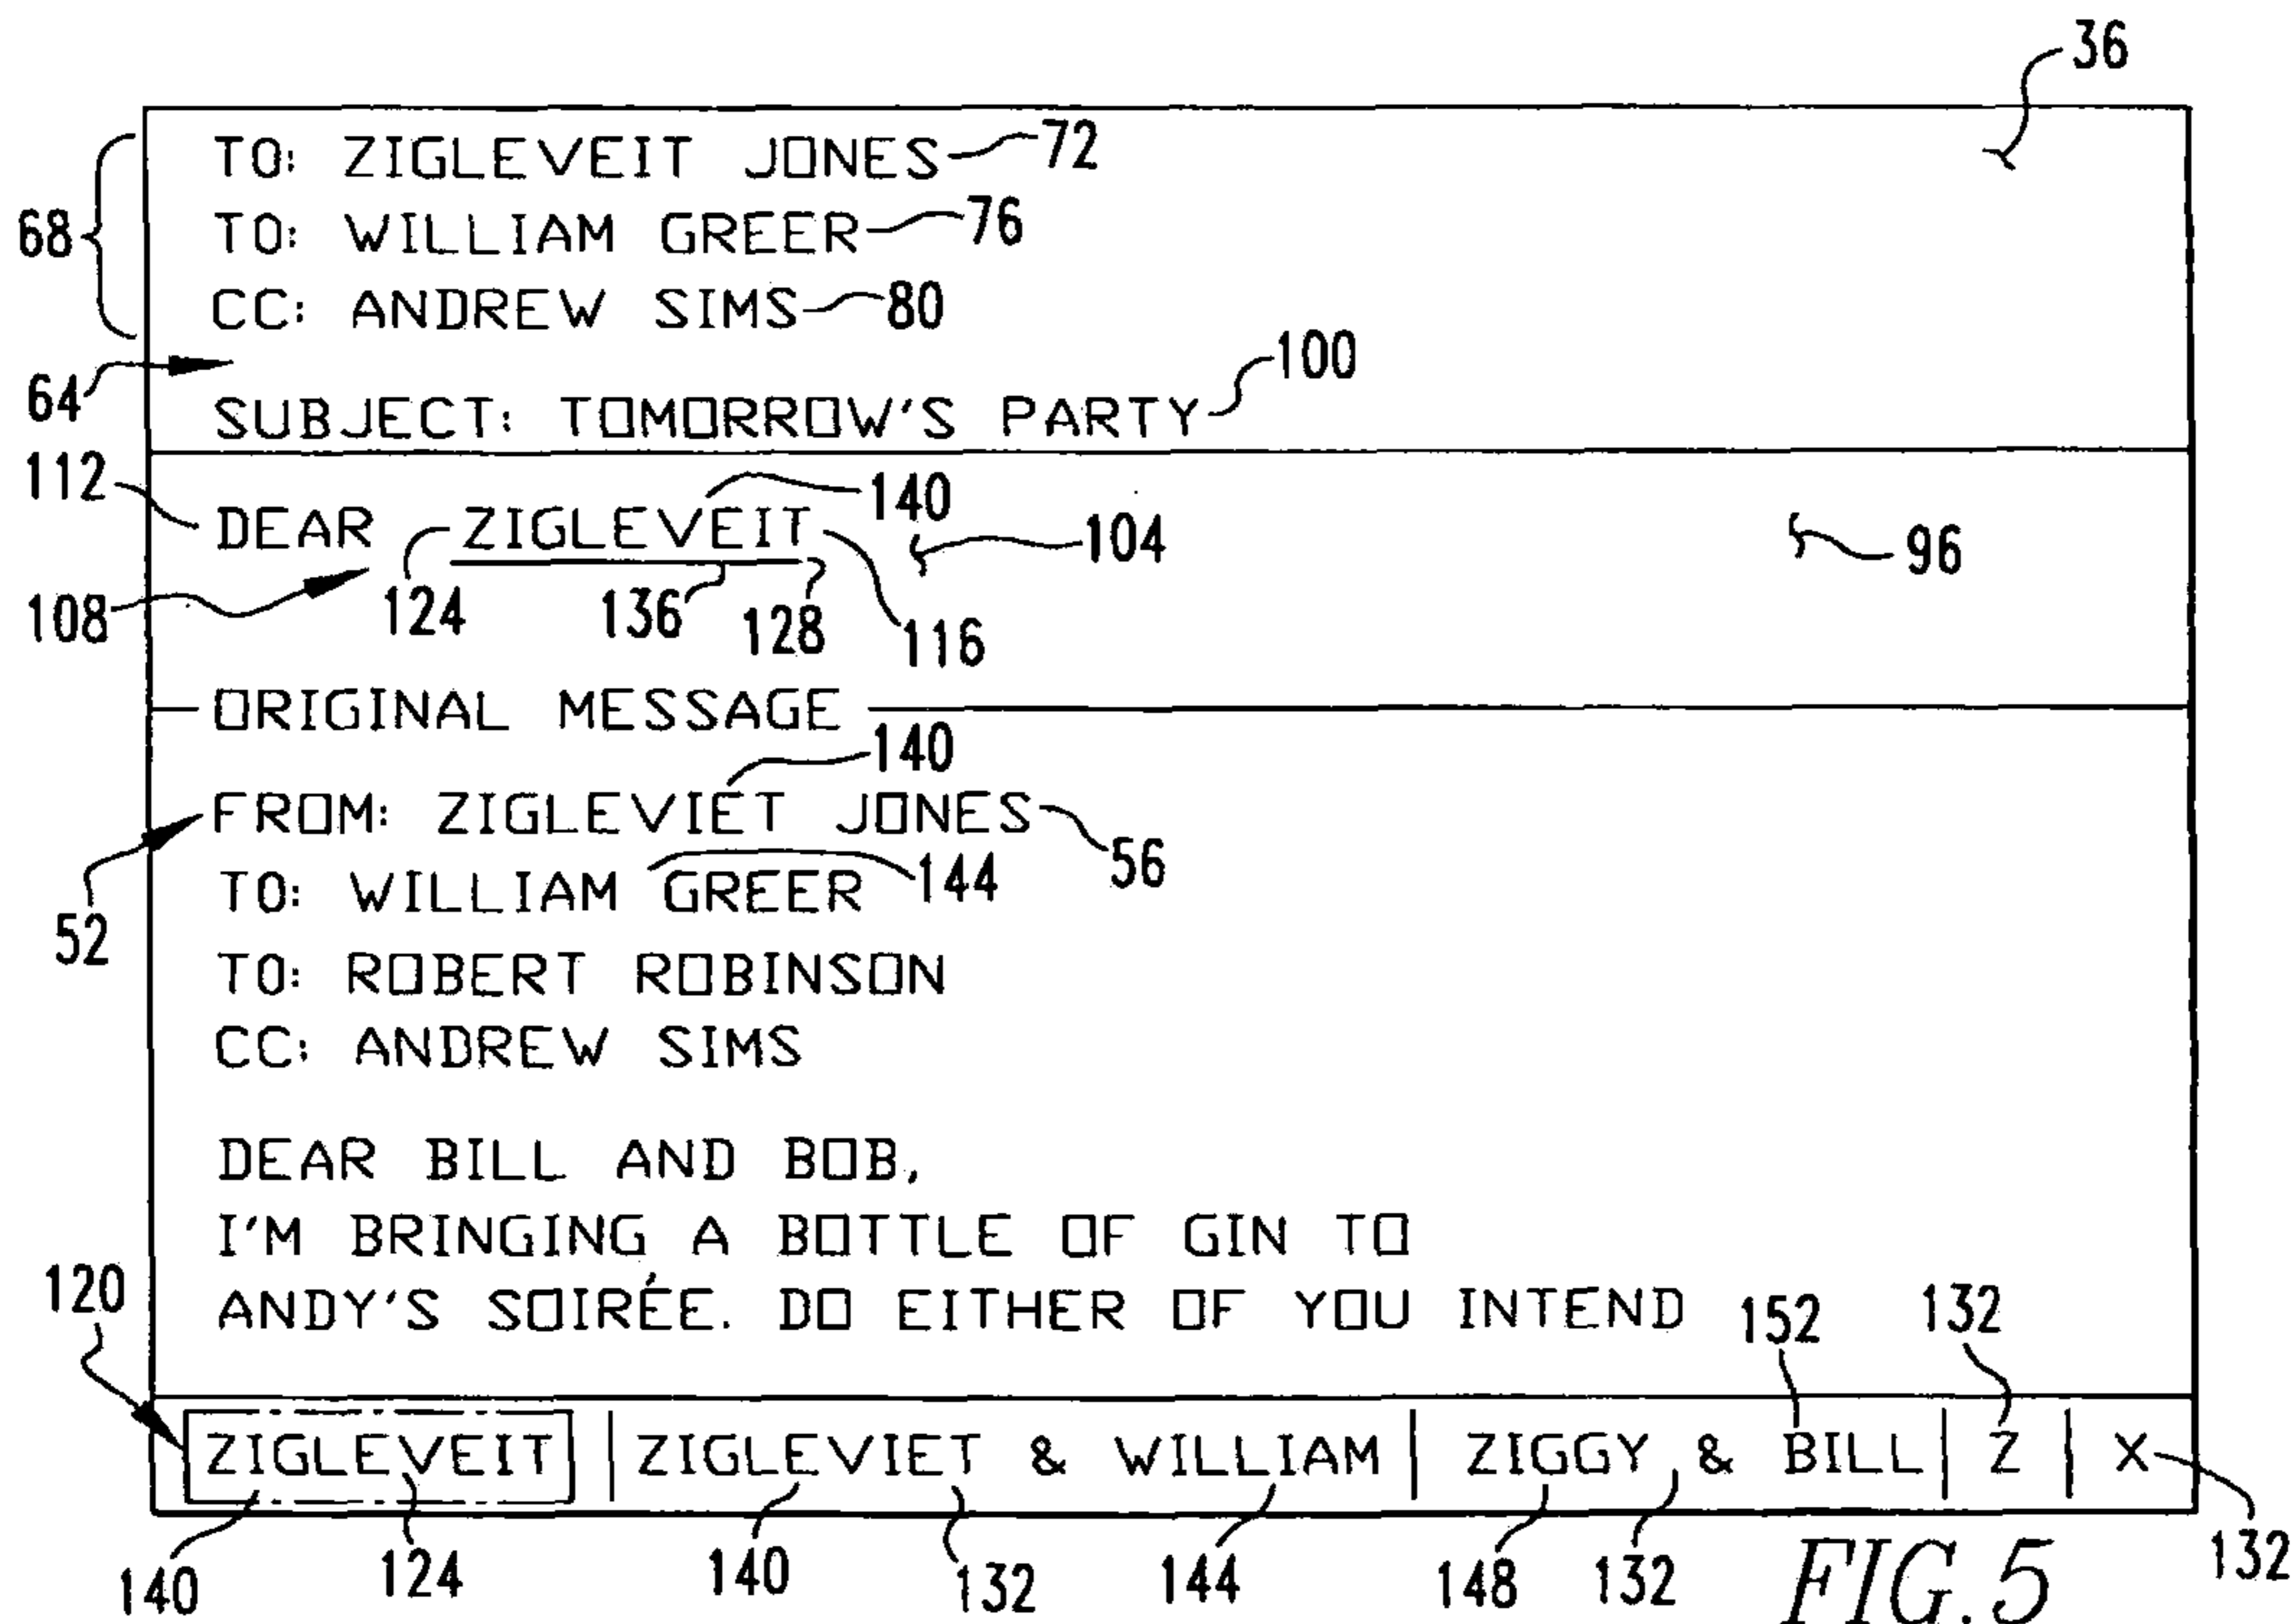 36
TO: ZIGLEVEIT JONES 72
68 TO: WILLIAM GREER 76
CC: ANDREW SIMS 80
64 100
SUBJECT: TOMORROW'S PARTY
112 140
DEAR ZIGLEVEIT 104 96
108 124 136 128 116
ORIGINAL MESSAGE
140
FROM: ZIGLEVIET JONES 56
52 TO: WILLIAM GREER 144
TO: ROBERT ROBINSON
CC: ANDREW SIMS
DEAR BILL AND BOB,
I'M BRINGING A BOTTLE OF GIN TO
120 ANDY'S SOIRÉE. DO EITHER OF YOU INTEND 152 132
ZIGLEVEIT | ZIGLEVIET & WILLIAM | ZIGGY & BILL | Z | X
140 124 140 132 144 148 132 132
FIG. 5